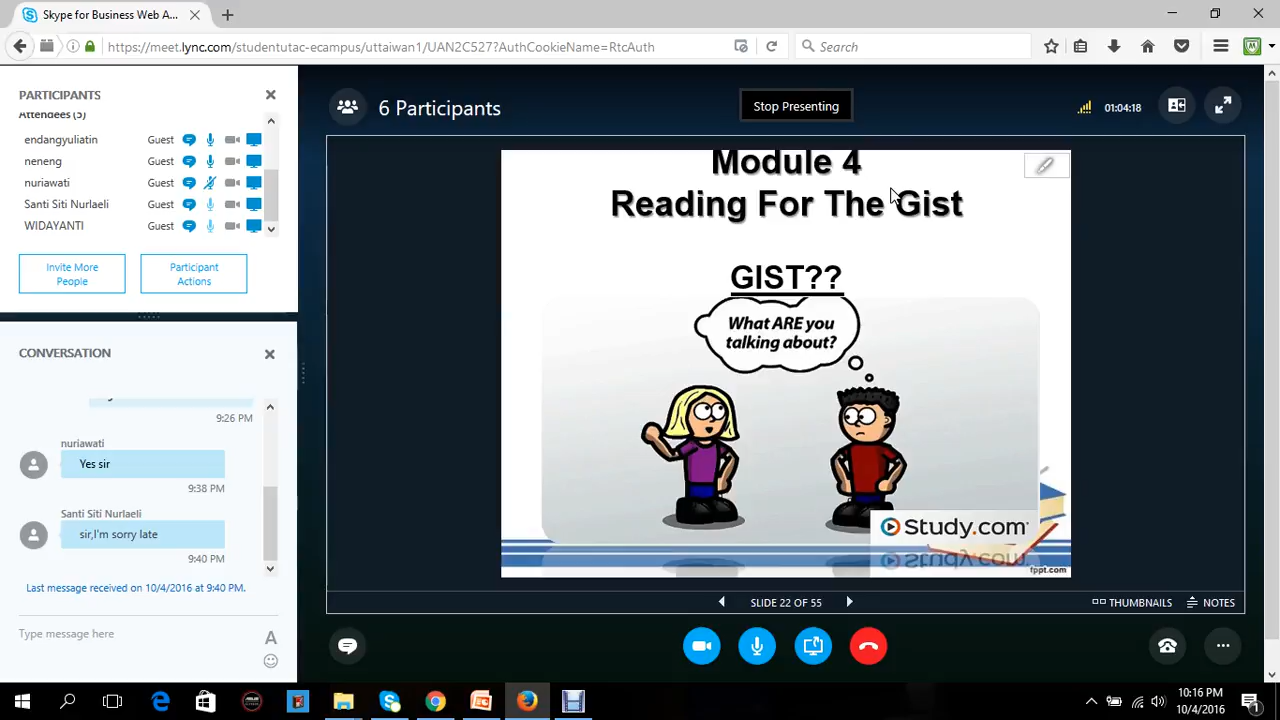 Skype for Business Web A...
https://meet.lync.com/studentutac-ecampus/uttaiwan1/UAN2C527?AuthCookieName=RtcAuth
Search
PARTICIPANTS
Attendees (5)
endangyuliatin Guest
neneng Guest
nuriawati Guest
Santi Siti Nurlaeli Guest
WIDAYANTI Guest
Invite More People
Participant Actions
CONVERSATION
9:26 PM
nuriawati
Yes sir
9:38 PM
Santi Siti Nurlaeli
sir,I'm sorry late
9:40 PM
Last message received on 10/4/2016 at 9:40 PM.
Type message here
A
6 Participants
Stop Presenting
01:04:18
Module 4
Reading For The Gist
GIST??
What ARE you
talking about?
Study.com
Study.com
fppt.com
SLIDE 22 OF 55
THUMBNAILS
NOTES
10:16 PM
10/4/2016
1